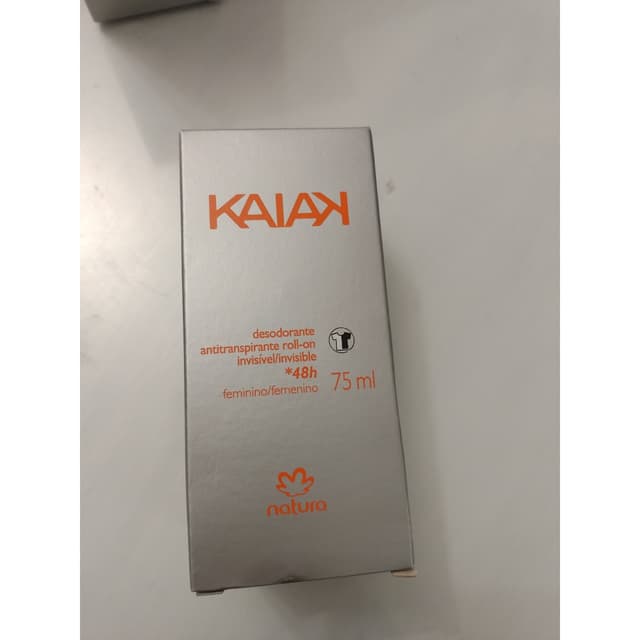 KAIAK
desodorante
antitranspirante roll-on
invisível/invisible
*48h
feminino/femenino
75 ml
natura